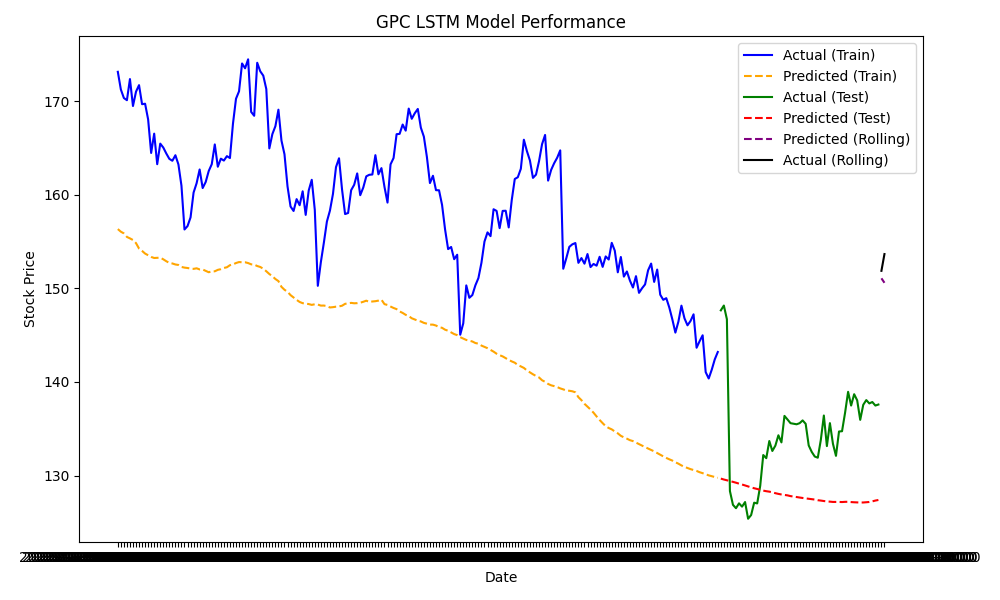 GPC LSTM Model Performance
Actual (Train)
Predicted (Train)
Actual (Test)
Predicted (Test)
Predicted (Rolling)
Actual (Rolling)
170
160
150
140
130
Stock Price
Date